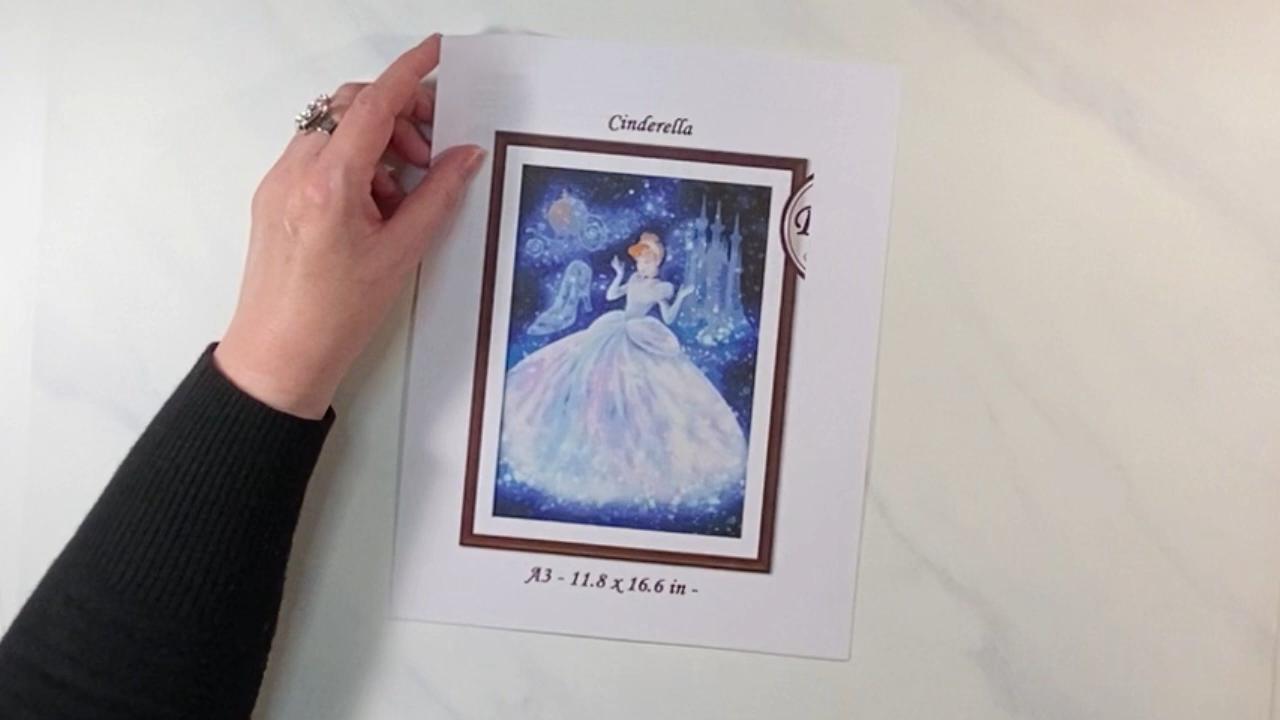 Cinderella
A3 - 11.8 x 16.6 in -